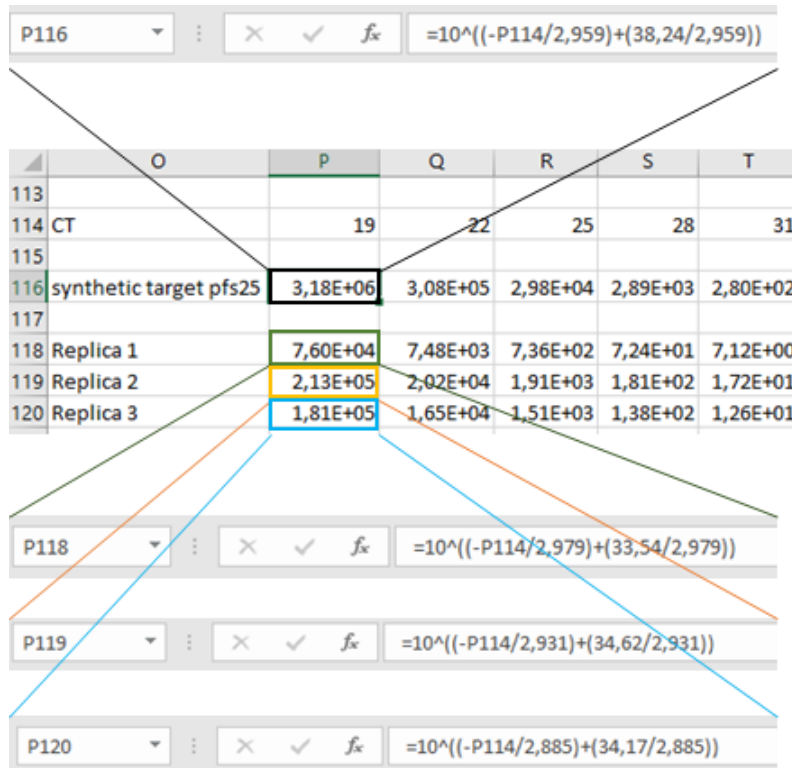 P116 fx =10^((-P114/2,959)+(38,24/2,959))
O P Q R S T
113
114 CT 19 22 25 28 31
115
116 synthetic target pfs25 3,18E+06 3,08E+05 2,98E+04 2,89E+03 2,80E+02
117
118 Replica 1 7,60E+04 7,48E+03 7,36E+02 7,24E+01 7,12E+00
119 Replica 2 2,13E+05 2,02E+04 1,91E+03 1,81E+02 1,72E+01
120 Replica 3 1,81E+05 1,65E+04 1,51E+03 1,38E+02 1,26E+01
P118 fx =10^((-P114/2,979)+(33,54/2,979))
P119 fx =10^((-P114/2,931)+(34,62/2,931))
P120 fx =10^((-P114/2,885)+(34,17/2,885))